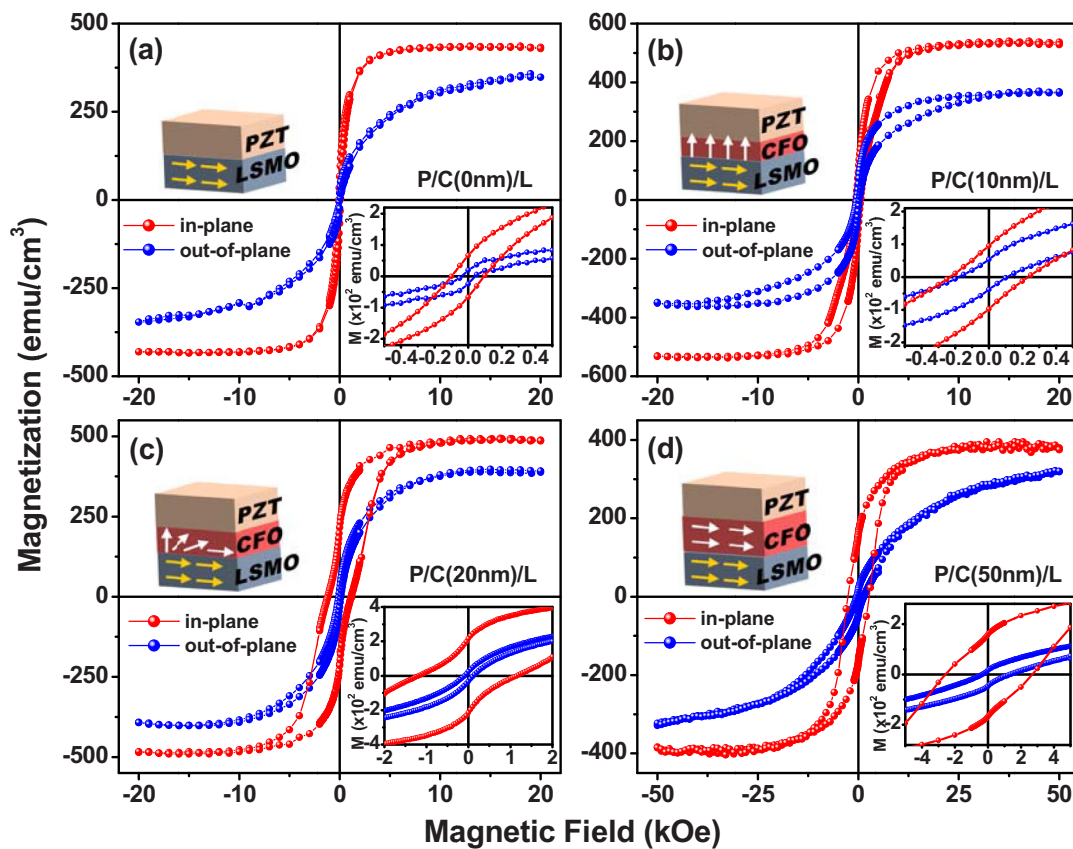 Magnetization (emu/cm³)
500
250
0
-250
-500
(a)
PZT
LSMO
P/C(0nm)/L
in-plane
out-of-plane
M (x10² emu/cm³)
2
1
0
-1
-2
-0.4 -0.2 0.0 0.2 0.4
-20 -10 0 10 20
600
400
200
0
-200
-400
-600
(b)
PZT
CFO
LSMO
P/C(10nm)/L
in-plane
out-of-plane
M (x10² emu/cm³)
2
1
0
-1
-2
-0.4 -0.2 0.0 0.2 0.4
-50 -25 0 10 20
500
250
0
-250
-500
(c)
PZT
CFO
LSMO
P/C(20nm)/L
in-plane
out-of-plane
M (x10² emu/cm³)
4
2
0
-2
-4
-2 -1 0 1 2
-20 -10 0 10 20
400
200
0
-200
-400
(d)
PZT
CFO
LSMO
P/C(50nm)/L
in-plane
out-of-plane
M (x10² emu/cm³)
2
0
-2
-4 -2 0 2 4
-50 -25 0 25 50
Magnetic Field (kOe)